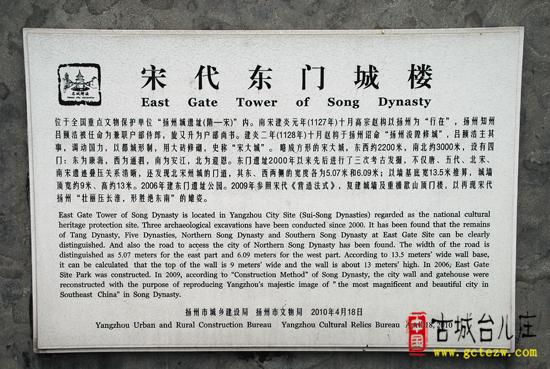 宋代东门城楼
East Gate Tower of Song Dynasty
位于全国重点文物保护单位“扬州城遗址(隋—宋)”内。南宋建炎元年(1127年)十月高宗赵构以扬州为“行在”,扬州知州
吕颐浩被任命为兼职户部侍郎,旋又升为户部尚书。建炎二年(1128年)十月赵构于扬州诏命“扬州浚隍修城”,吕颐浩主其
事,调动国力,以都城形制,用大砖修砌,史称“宋大城”。略成方形的宋大城,东西约2200米,南北约3000米,设有四
门:东为康海,西为通泗,南为安江,北为迎恩。东门遗址2000年以来先后进行了三次考古发掘,不仅唐、五代、北宋、
南宋遗迹叠压关系清晰,还发现北宋州城的门道,其东、西两侧的宽度各为5.07米和6.09米;以墙基底宽13.5米推算,城墙
顶宽约9米、高约13米。2006年建东门遗址公园。2009年参照宋代《营造法式》,复建城墙及重檐歇山顶门楼,以再现宋代
扬州“壮丽压长淮,形胜绝东南”的雄姿。
East Gate Tower of Song Dynasty is located in Yangzhou City Site (Sui-Song Dynasties) regarded as the national cultural
heritage protection site. Three archaeological excavations have been conducted since 2000. It has been found that the remains
of Tang Dynasty, Five Dynasties, Northern Song Dynasty and Southern Song Dynasty at East Gate Site can be clearly
distinguished. And also the road to access the city of Northern Song Dynasty has been found. The width of the road is
distinguished as 5.07 meters for the east part and 6.09 meters for the west part. According to 13.5 meters' wide wall base,
it can be calculated that the top of the wall is 9 meters' wide and the wall is about 13 meters' high. In 2006; East Gate
Site Park was constructed. In 2009, according to "Construction Method" of Song Dynasty, the city wall and gatehouse were
reconstructed with the purpose of reproducing Yangzhou's majestic image of " the most magnificent and beautiful city in
Southeast China" in Song Dynasty.
扬州市城乡建设局 扬州市文物局 2010年4月18日
Yangzhou Urban and Rural Construction Bureau Yangzhou Cultural Relics Bureau April 18, 2010
中国
古城台儿庄
www.gctezw.com